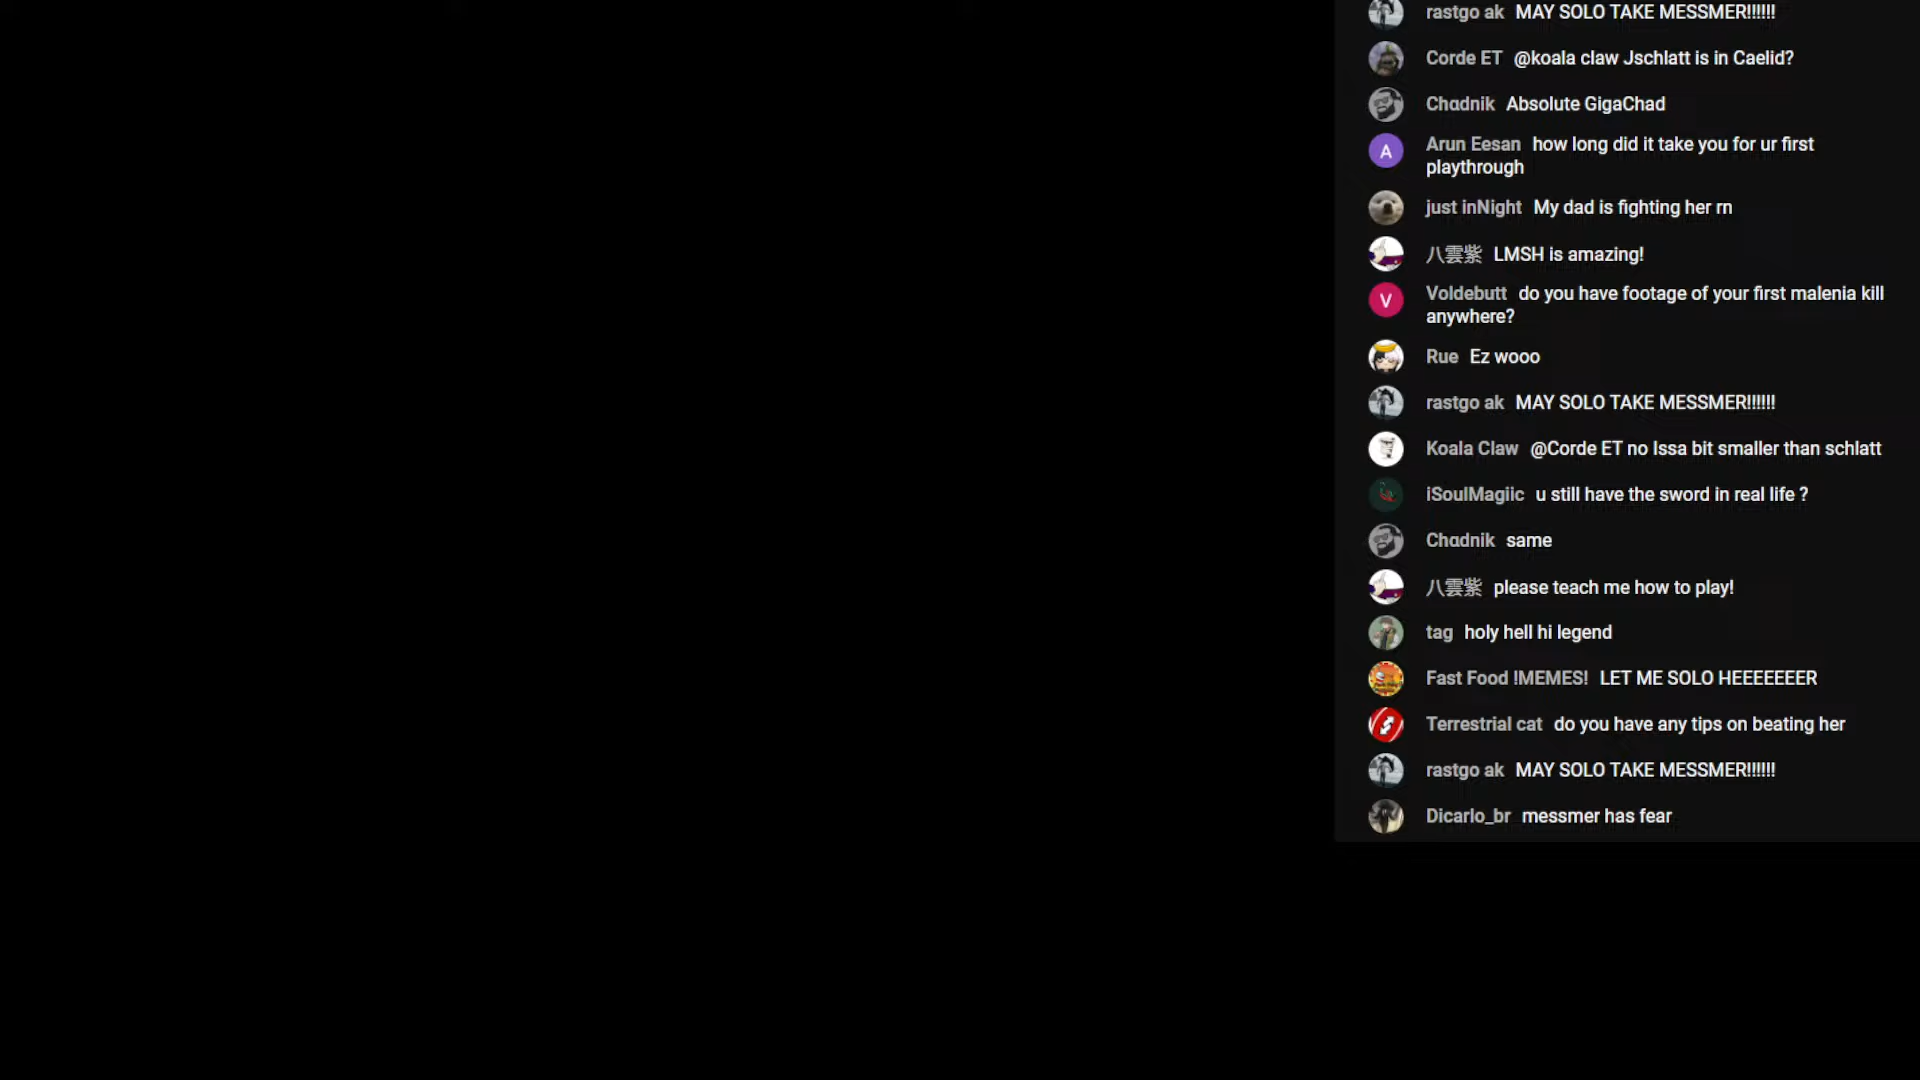 rastgo ak MAY SOLO TAKE MESSMER!!!!!!
Corde ET @koala claw Jschlatt is in Caelid?
Chadnik Absolute GigaChad
A
Arun Eesan how long did it take you for ur first
playthrough
just inNight My dad is fighting her rn
八雲紫 LMSH is amazing!
V
Voldebutt do you have footage of your first malenia kill
anywhere?
Rue Ez wooo
rastgo ak MAY SOLO TAKE MESSMER!!!!!!
Koala Claw @Corde ET no Issa bit smaller than schlatt
iSoulMagiic u still have the sword in real life ?
Chadnik same
八雲紫 please teach me how to play!
tag holy hell hi legend
Fast Food !MEMES! LET ME SOLO HEEEEEEER
Terrestrial cat do you have any tips on beating her
rastgo ak MAY SOLO TAKE MESSMER!!!!!!
Dicarlo_br messmer has fear